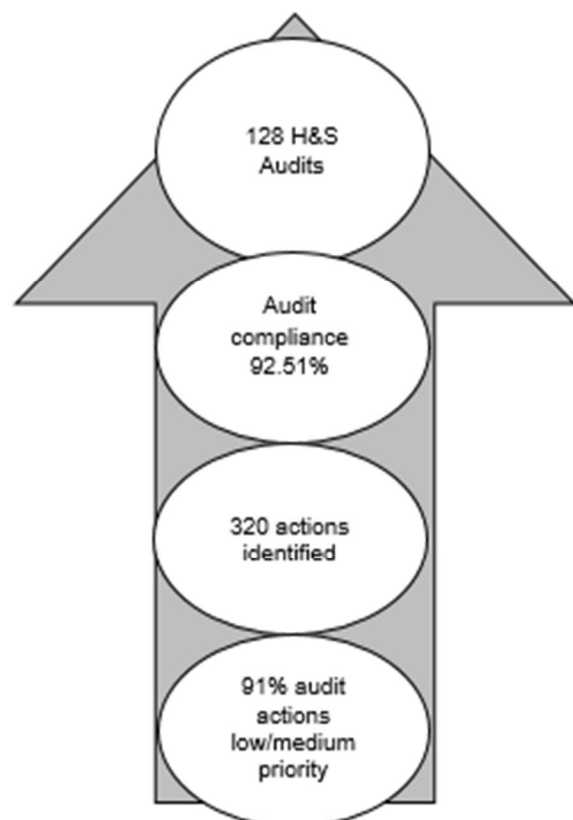 128 H&S
Audits
Audit
compliance
92.51%
320 actions
identified
91% audit
actions
low/medium
priority